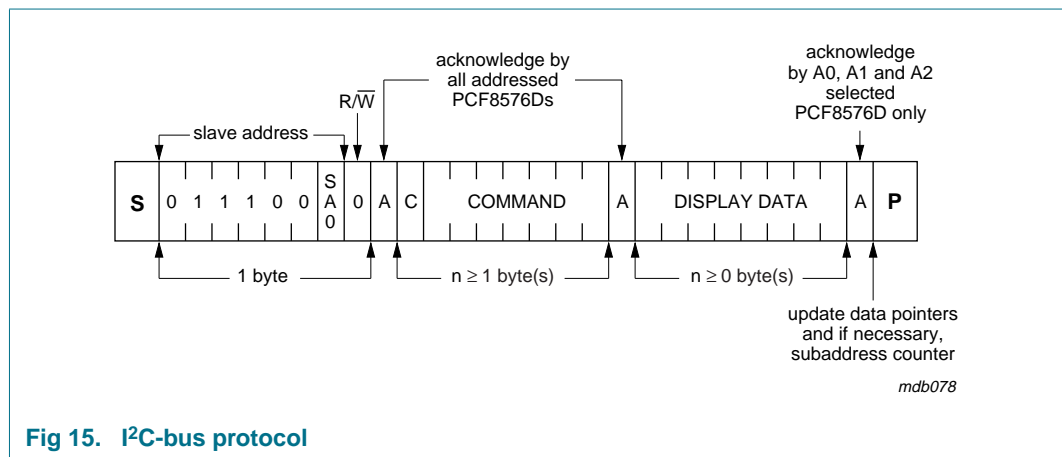 acknowledge by
all addressed
PCF8576Ds
acknowledge
by A0, A1 and A2
selected
PCF8576D only
R/W̅
slave address
S 0 1 1 1 0 0 SA0 0 A C COMMAND A DISPLAY DATA A P
1 byte
n ≥ 1 byte(s)
n ≥ 0 byte(s)
update data pointers
and if necessary,
subaddress counter
mdb078
Fig 15. I²C-bus protocol